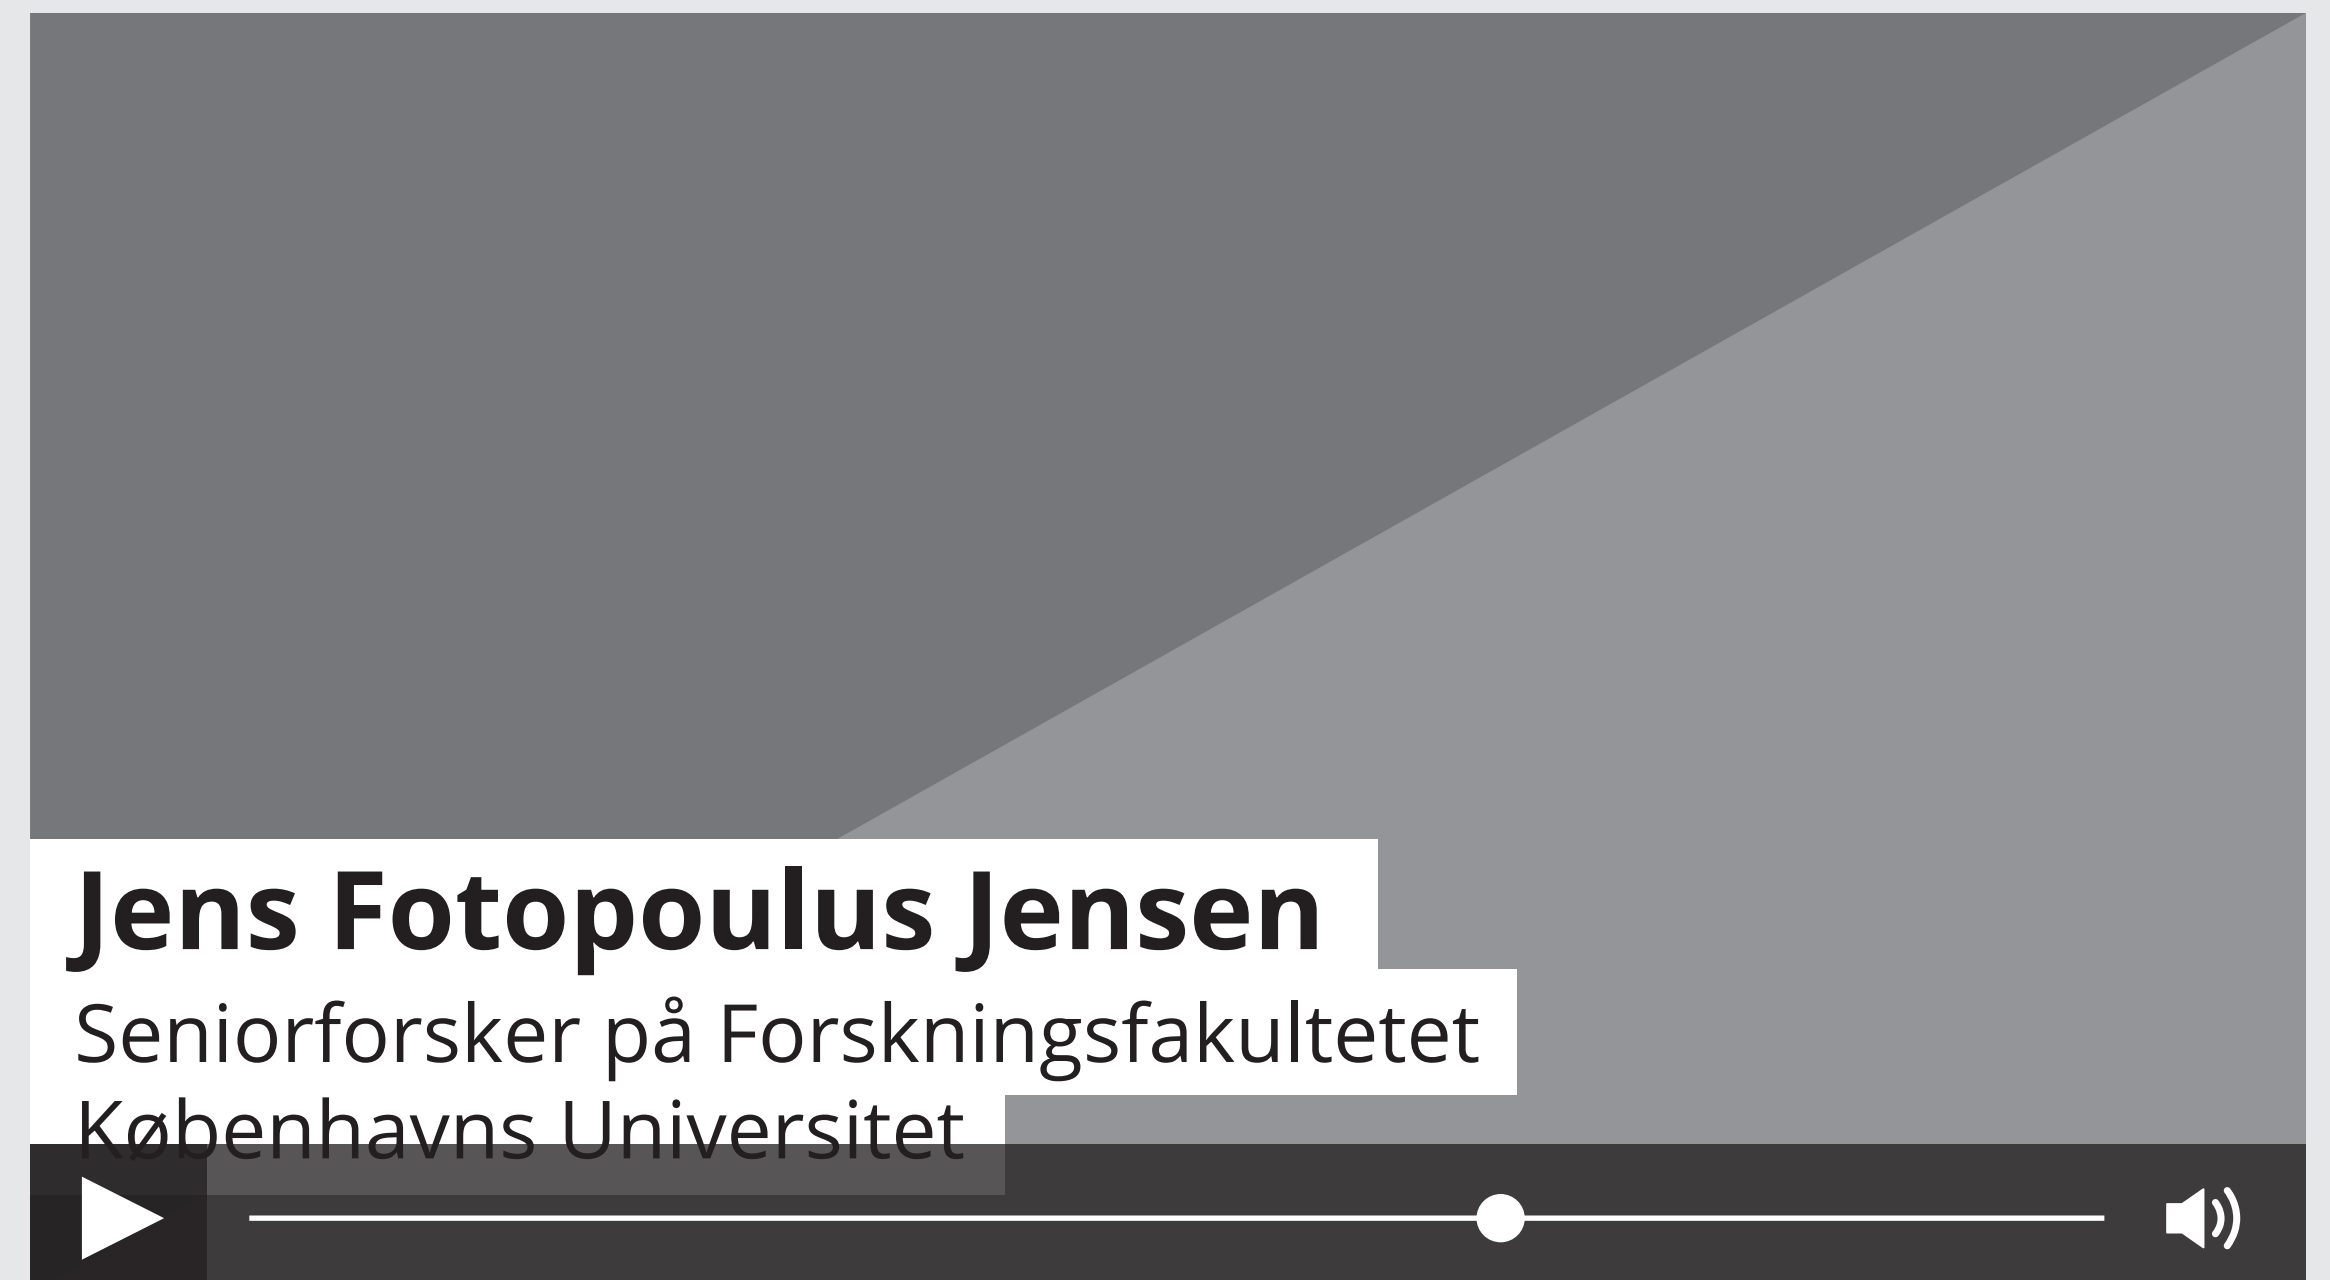 Jens Fotopoulus Jensen
Seniorforsker på Forskningsfakultetet
Københavns Universitet